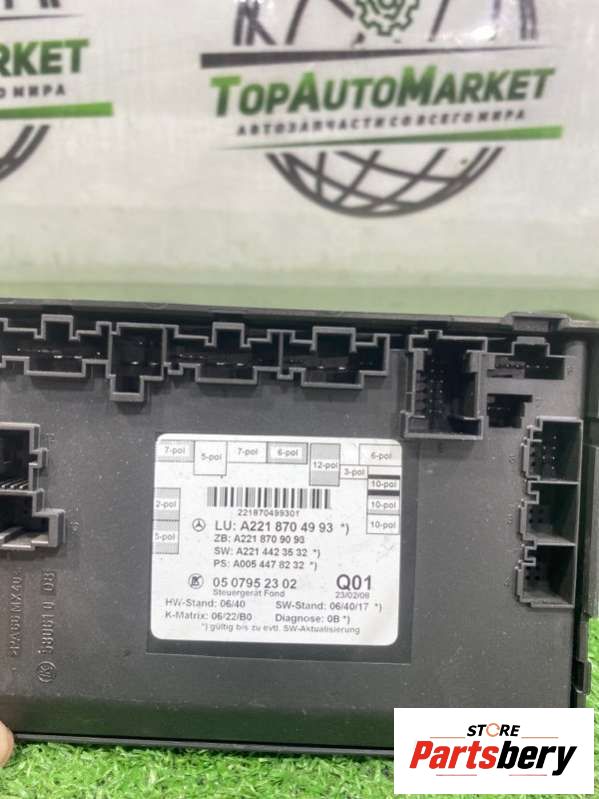 MARKET
СО ВСЕГО МИРА
TOPAUTOMARKET
АВТОЗАПЧАСТИ СО ВСЕГО МИРА
7-pol
5-pol
7-pol
6-pol
12-pol
3-pol
6-pol
10-pol
10-pol
10-pol
2-pol
5-pol
221870499301
LU: A221 870 49 93 *)
ZB: A221 870 90 93
SW: A221 442 35 32 *)
PS: A005 447 82 32 *)
05 0795 23 02
Q01
Steuergerät Fond
23/02/08
HW-Stand: 06/40
SW-Stand: 06/40/17 *)
K-Matrix: 06/22/B0
Diagnose: 0B *)
*) gültig bis zu evtl. SW-Aktualisierung
STORE
Partsbery